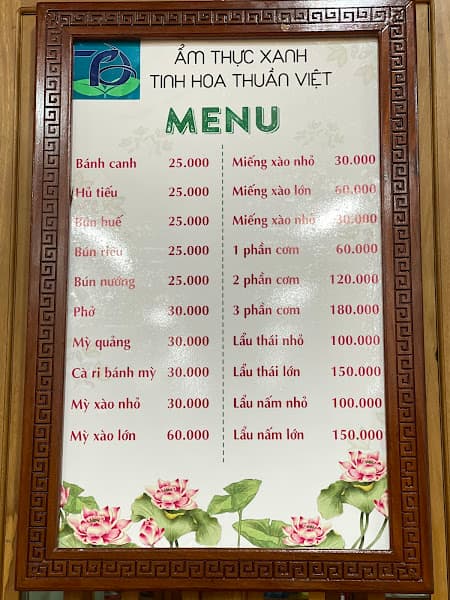 ẨM THỰC XANH
TINH HOA THUẦN VIỆT
MENU
Bánh canh 25.000
Hủ tiếu 25.000
Bún huế 25.000
Bún riêu 25.000
Bún nướng 25.000
Phở 30.000
Mỳ quảng 30.000
Cà ri bánh mỳ 30.000
Mỳ xào nhỏ 30.000
Mỳ xào lớn 60.000
Miếng xào nhỏ 30.000
Miếng xào lớn 60.000
Miếng xào nhỏ 30.000
1 phần cơm 60.000
2 phần cơm 120.000
3 phần cơm 180.000
Lẩu thái nhỏ 100.000
Lẩu thái lớn 150.000
Lẩu nấm nhỏ 100.000
Lẩu nấm lớn 150.000